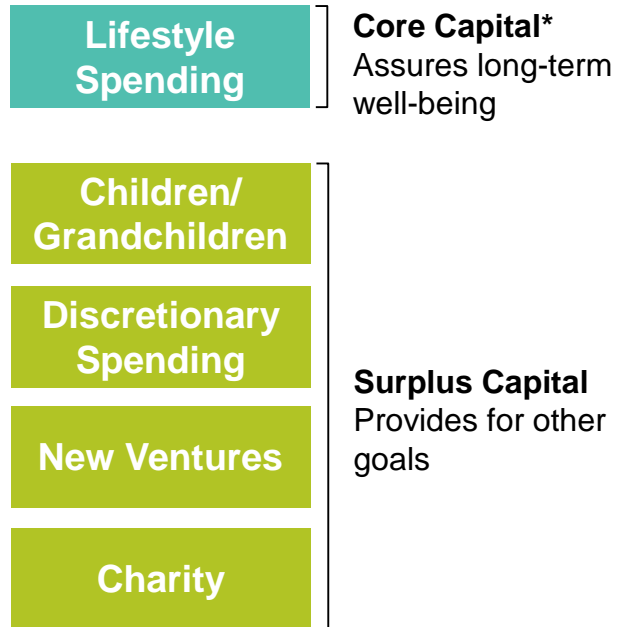 Lifestyle
Spending
Core Capital*
Assures long-term
well-being
Children/
Grandchildren
Discretionary
Spending
New Ventures
Charity
Surplus Capital
Provides for other
goals